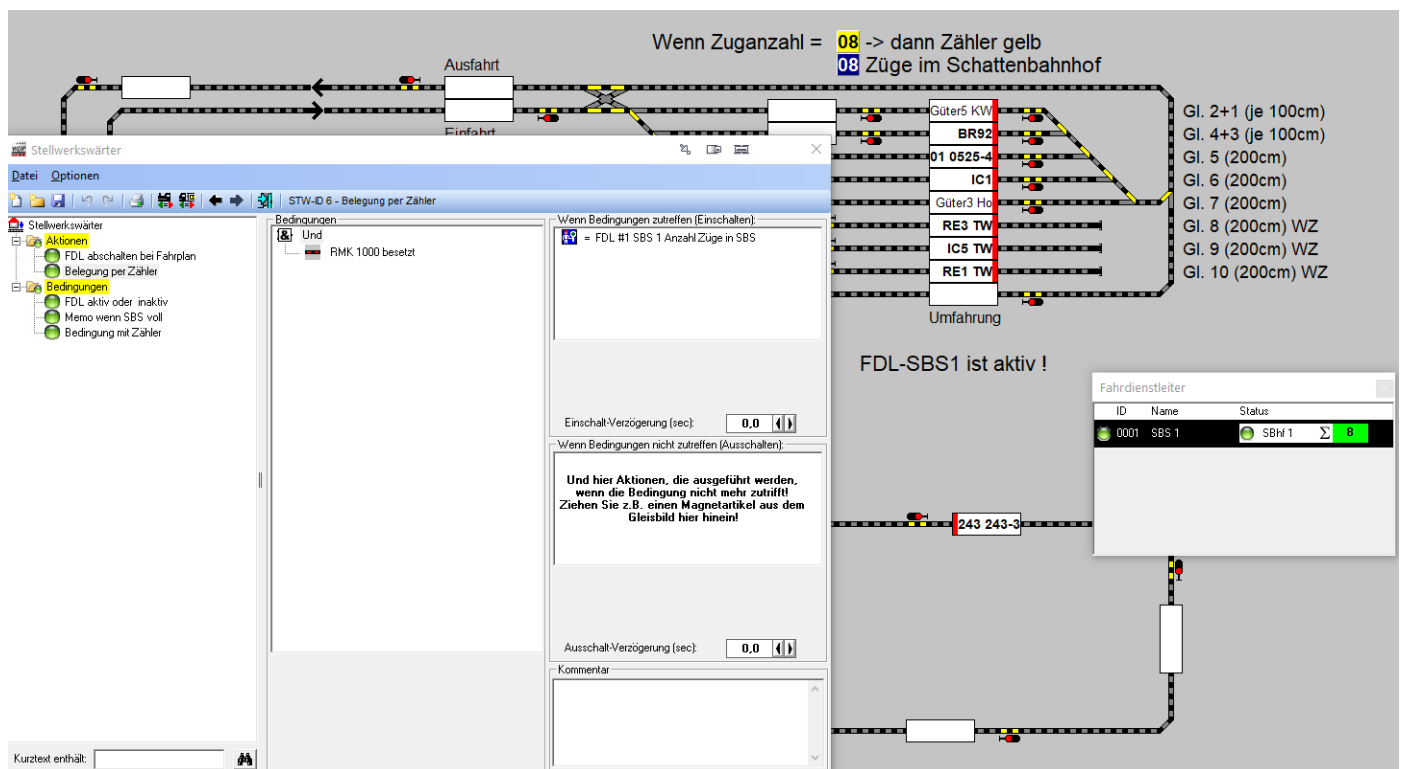 Wenn Zuganzahl = 08 -> dann Zähler gelb
08 Züge im Schattenbahnhof
Ausfahrt
Einfahrt
Güter5 KW
BR92
01 0525-4
IC1
Güter3 Ho
RE3 TW
IC5 TW
RE1 TW
Umfahrung
Gl. 2+1 (je 100cm)
Gl. 4+3 (je 100cm)
Gl. 5 (200cm)
Gl. 6 (200cm)
Gl. 7 (200cm)
Gl. 8 (200cm) WZ
Gl. 9 (200cm) WZ
Gl. 10 (200cm) WZ
FDL-SBS1 ist aktiv !
Stellwerkswärter
Datei Optionen
STW-ID 6 - Belegung per Zähler
Stellwerkswärter
Aktionen
FDL abschalten bei Fahrplan
Belegung per Zähler
Bedingungen
FDL aktiv oder inaktiv
Memo wenn SBS voll
Bedingung mit Zähler
Kurztext enthält:
Bedingungen
& Und
RMK 1000 besetzt
Wenn Bedingungen zutreffen (Einschalten):
= FDL #1 SBS 1 Anzahl Züge in SBS
Einschalt-Verzögerung (sec): 0,0
Wenn Bedingungen nicht zutreffen (Ausschalten):
Und hier Aktionen, die ausgeführt werden,
wenn die Bedingung nicht mehr zutrifft!
Ziehen Sie z.B. einen Magnetartikel aus dem
Gleisbild hier hinein!
Ausschalt-Verzögerung (sec): 0,0
Kommentar
Fahrdienstleiter
ID Name Status
0001 SBS 1 SBhf 1 Σ 8
243 243-3